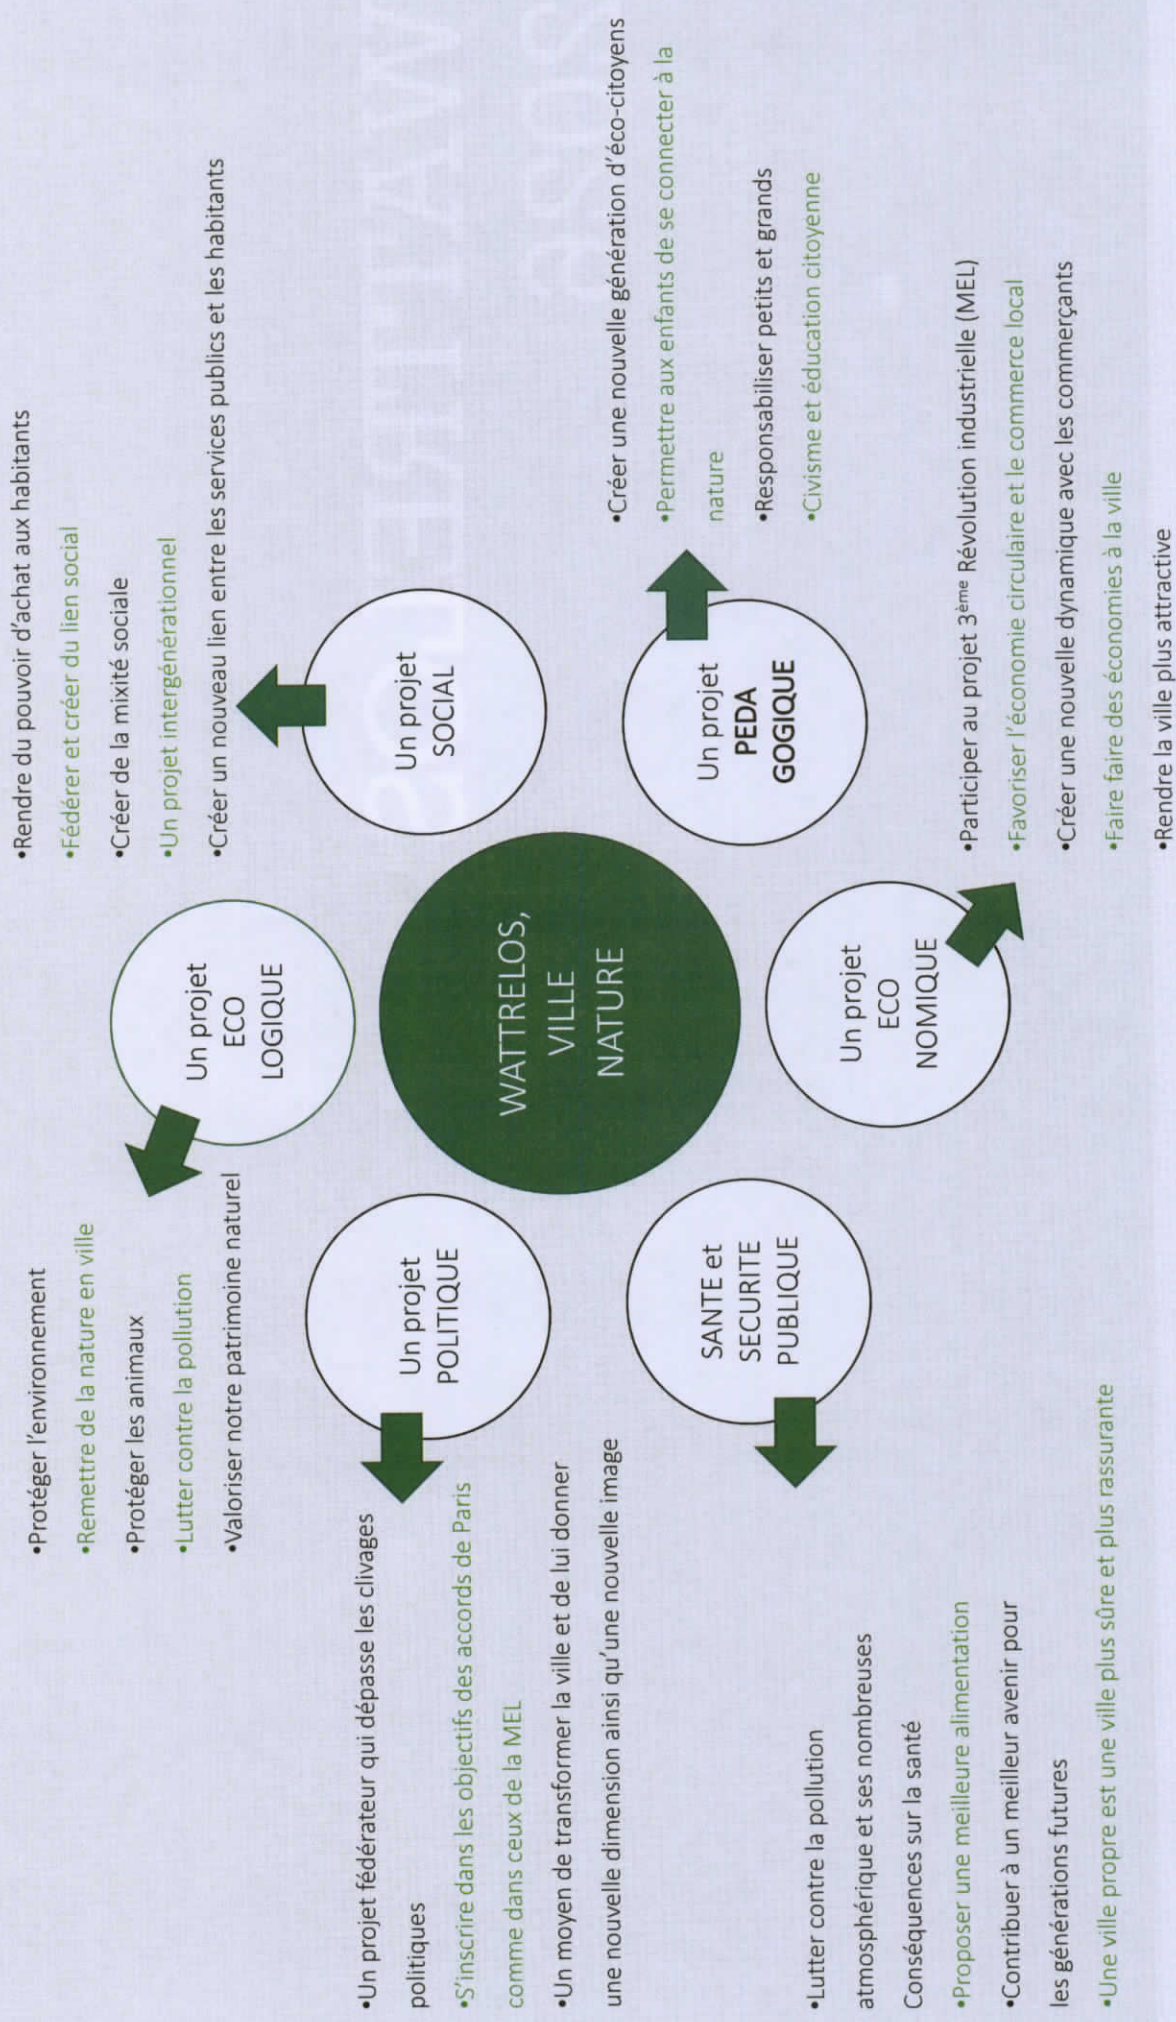 •Protéger l'environnement
•Remettre de la nature en ville
•Protéger les animaux
•Lutter contre la pollution
•Valoriser notre patrimoine naturel
Un projet
ECO
LOGIQUE
•Rendre du pouvoir d'achat aux habitants
•Fédérer et créer du lien social
•Créer de la mixité sociale
•Un projet intergénérationnel
•Créer un nouveau lien entre les services publics et les habitants
Un projet
SOCIAL
•Un projet fédérateur qui dépasse les clivages
politiques
•S'inscrire dans les objectifs des accords de Paris
comme dans ceux de la MEL
•Un moyen de transformer la ville et de lui donner
une nouvelle dimension ainsi qu'une nouvelle image
Un projet
POLITIQUE
WATTRELOS,
VILLE
NATURE
•Créer une nouvelle génération d'éco-citoyens
•Permettre aux enfants de se connecter à la
nature
•Responsabiliser petits et grands
•Civisme et éducation citoyenne
Un projet
PEDA
GOGIQUE
•Lutter contre la pollution
atmosphérique et ses nombreuses
Conséquences sur la santé
•Proposer une meilleure alimentation
•Contribuer à un meilleur avenir pour
les générations futures
•Une ville propre est une ville plus sûre et plus rassurante
SANTE et
SECURITE
PUBLIQUE
Un projet
ECO
NOMIQUE
•Participer au projet 3ème Révolution industrielle (MEL)
•Favoriser l'économie circulaire et le commerce local
•Créer une nouvelle dynamique avec les commerçants
•Faire faire des économies à la ville
•Rendre la ville plus attractive